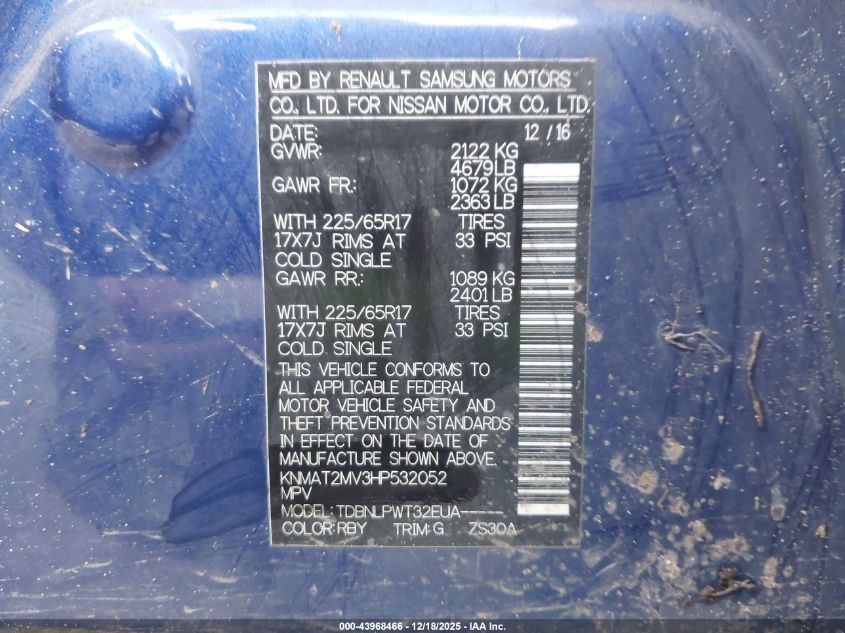 MFD BY RENAULT SAMSUNG MOTORS
CO., LTD. FOR NISSAN MOTOR CO., LTD.
DATE: 12 / 16
GVWR: 2122 KG
4679 LB
GAWR FR: 1072 KG
2363 LB
WITH 225/65R17 TIRES
17X7J RIMS AT 33 PSI
COLD SINGLE
GAWR RR.: 1089 KG
2401 LB
WITH 225/65R17 TIRES
17X7J RIMS AT 33 PSI
COLD SINGLE
THIS VEHICLE CONFORMS TO
ALL APPLICABLE FEDERAL
MOTOR VEHICLE SAFETY AND
THEFT PREVENTION STANDARDS
IN EFFECT ON THE DATE OF
MANUFACTURE SHOWN ABOVE.
KNMAT2MV3HP532052
MPV
MODEL: TDBNLPWT32EUA-----
COLOR: RBY TRIM: G ZS30A
000-43968466 - 12/18/2025 - IAA Inc.